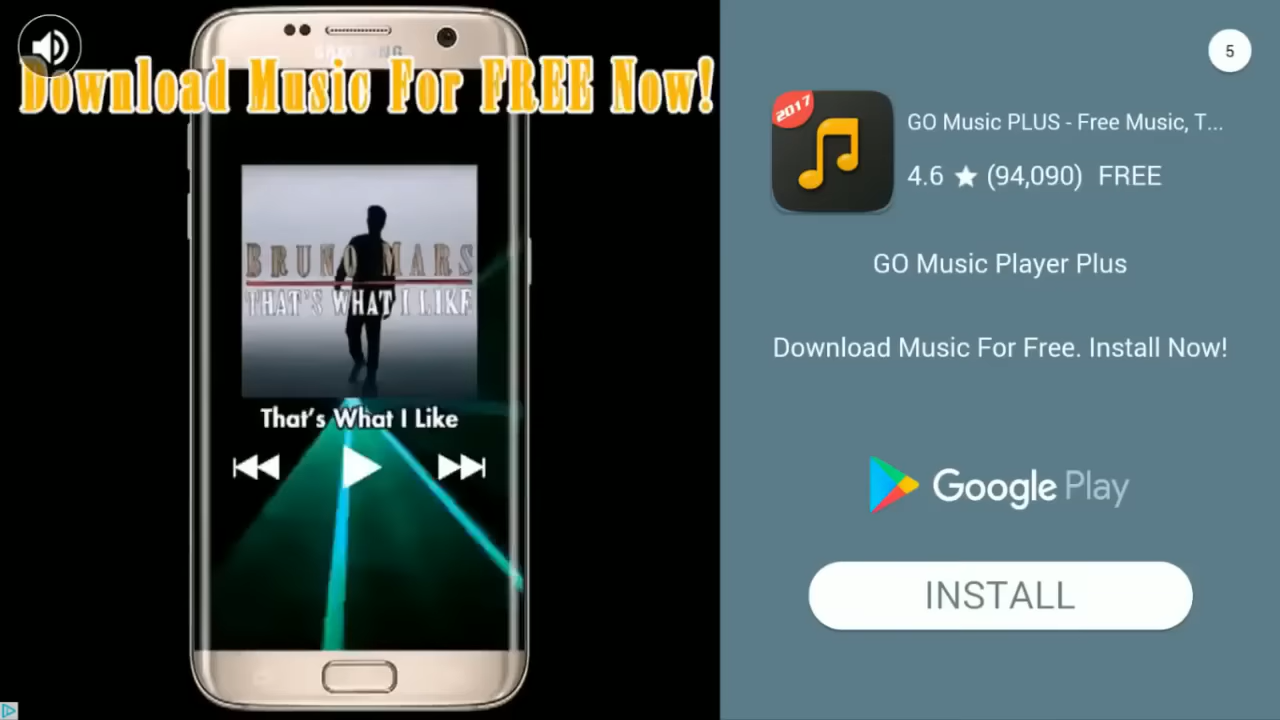 SAMSUNG
Download Music For FREE Now!
BRUNO MARS
THAT'S WHAT I LIKE
That's What I Like
5
2017
GO Music PLUS - Free Music, T...
4.6 ★ (94,090) FREE
GO Music Player Plus
Download Music For Free. Install Now!
Google Play
INSTALL